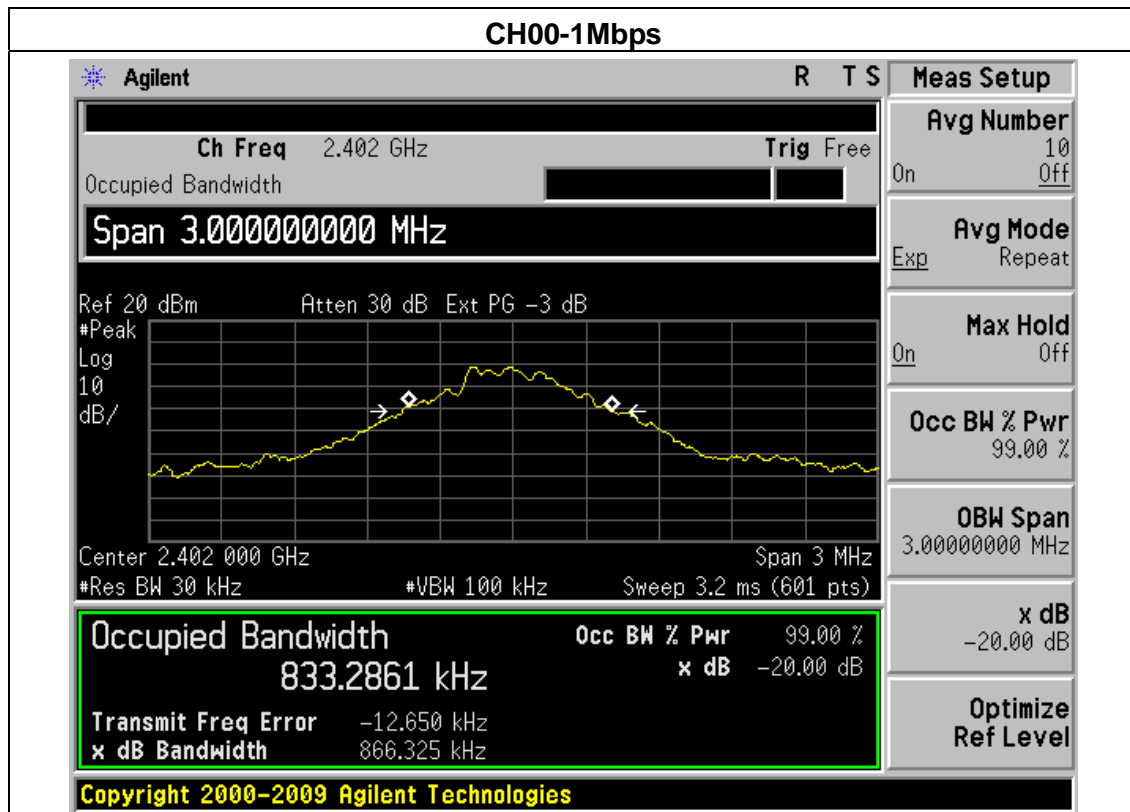 CH00-1Mbps
Agilent R T S
Ch Freq 2.402 GHz Trig Free
Occupied Bandwidth
Span 3.000000000 MHz
Ref 20 dBm Atten 30 dB Ext PG -3 dB
#Peak
Log
10
dB/
Center 2.402 000 GHz Span 3 MHz
#Res BW 30 kHz #VBW 100 kHz Sweep 3.2 ms (601 pts)
Occupied Bandwidth Occ BW % Pwr 99.00 %
833.2861 kHz x dB -20.00 dB
Transmit Freq Error -12.650 kHz
x dB Bandwidth 866.325 kHz
Copyright 2000-2009 Agilent Technologies
Meas Setup
Avg Number
10
On Off
Avg Mode
Exp Repeat
Max Hold
On Off
Occ BW % Pwr
99.00 %
OBW Span
3.00000000 MHz
x dB
-20.00 dB
Optimize
Ref Level